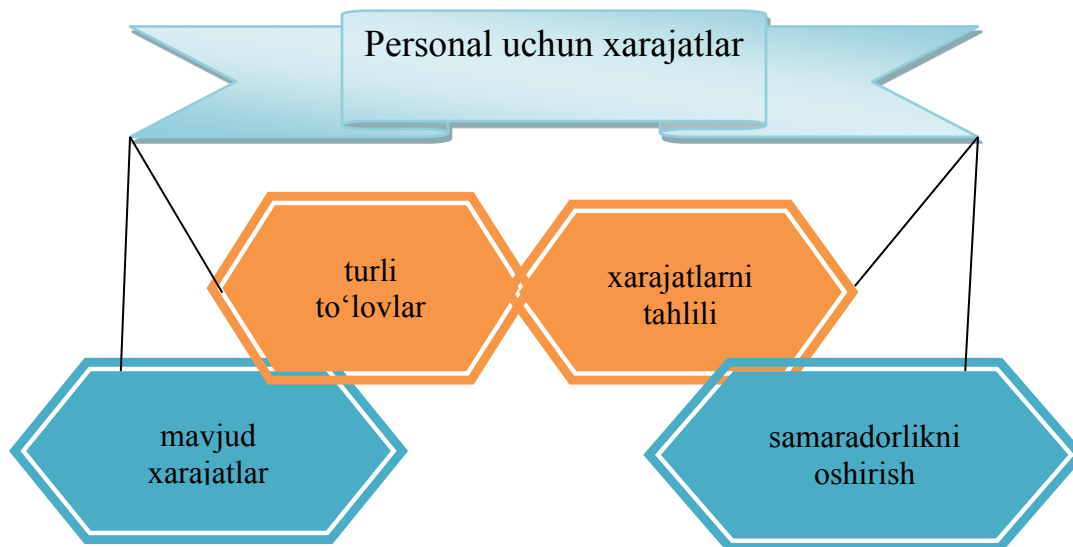 Personal uchun xarajatlar
turli
to‘lovlar
xarajatlarni
tahlili
mavjud
xarajatlar
samaradorlikni
oshirish